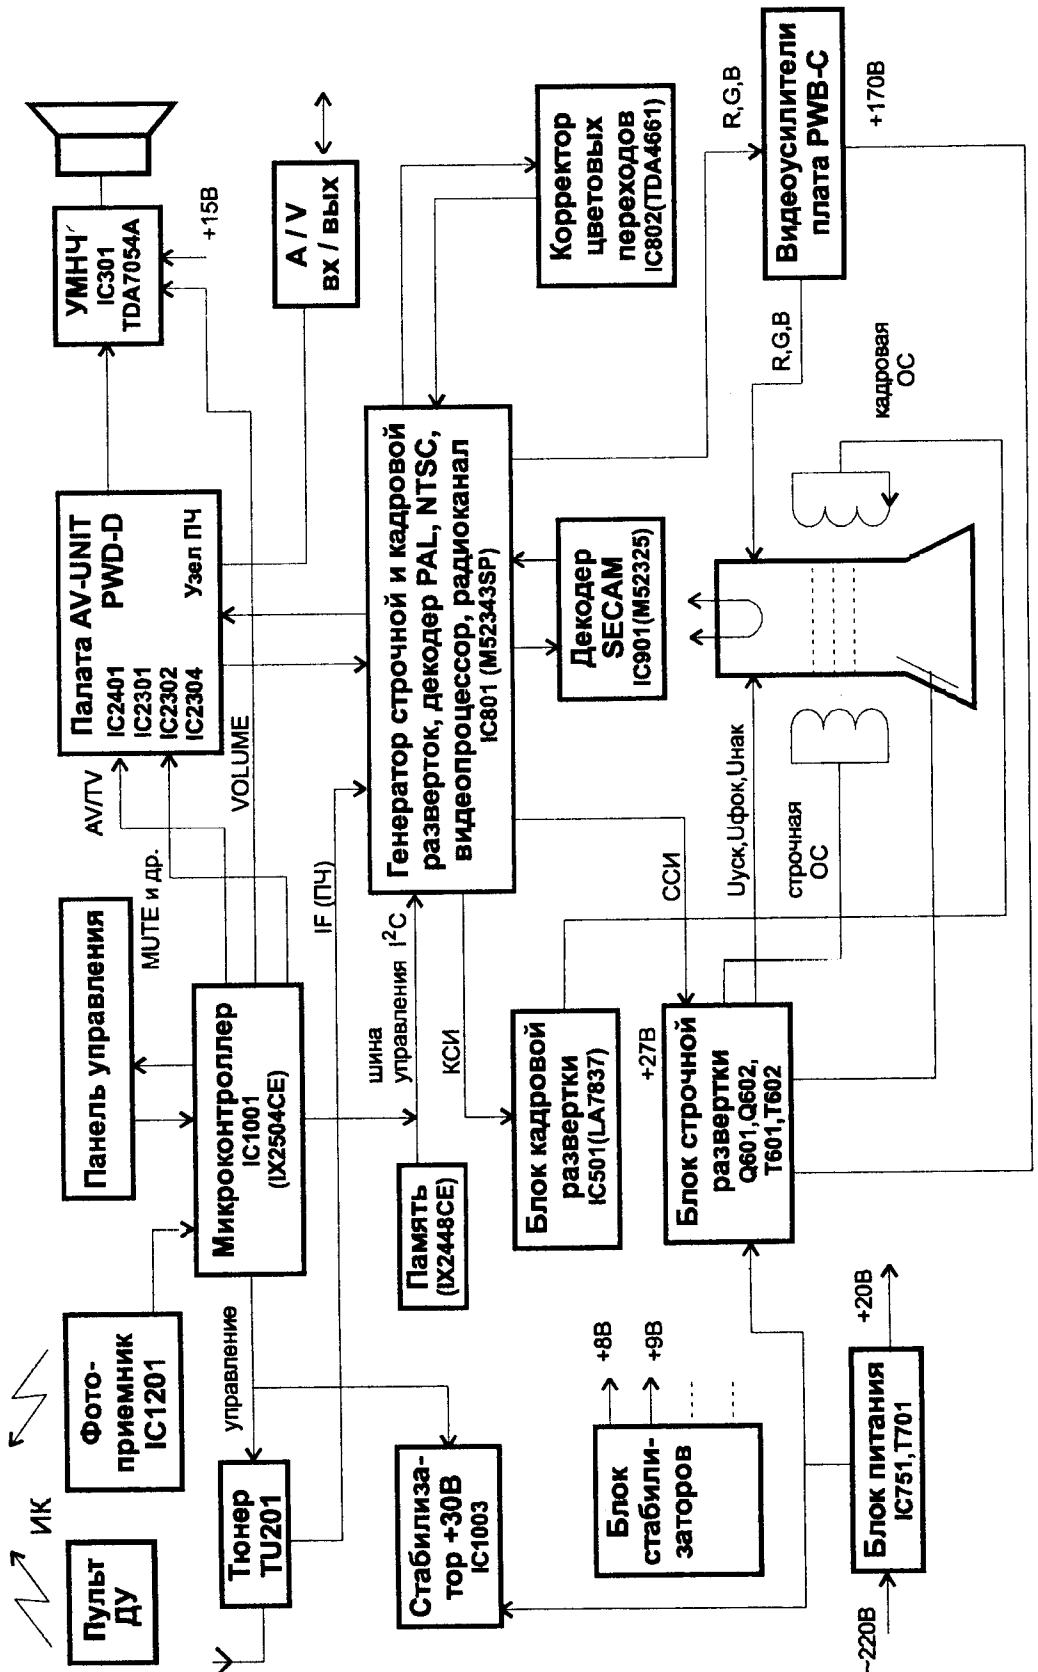 Пульт
ДУ
ИК
Фото-
приемник
IC1201
Панель управления
Палата AV-UNIT
PWD-D
IC2401
IC2301
IC2302
IC2304
Узел ПЧ
УМНЧ
IC301
TDA7054A
+15В
Тюнер
TU201
управление
Микроконтроллер
IC1001
(IX2504CE)
MUTE и др.
AV/TV
VOLUME
A / V
вх / вых
IF (ПЧ)
Стабилиза-
тор +30В
IC1003
Память
(IX2448CE)
шина
управления I²C
КСИ
Генератор строчной и кадровой
разверток, декодер PAL, NTSC,
видеопроцессор, радиоканал
IC801 (M52343SP)
Корректор
цветовых
переходов
IC802(TDA4661)
Блок кадровой
развертки
IC501(LA7837)
Декодер
SECAM
IC901(M52325)
Блок
стабили-
заторов
+8В
+9В
+27В
ССИ
Блок строчной
развертки
Q601,Q602,
T601,T602
Uуск,Uфок,Uнак
строчная
ОС
R,G,B
R,G,B
Видеоусилители
плата PWB-C
+170В
кадровая
ОС
~220В
Блок питания
IC751,T701
+20В